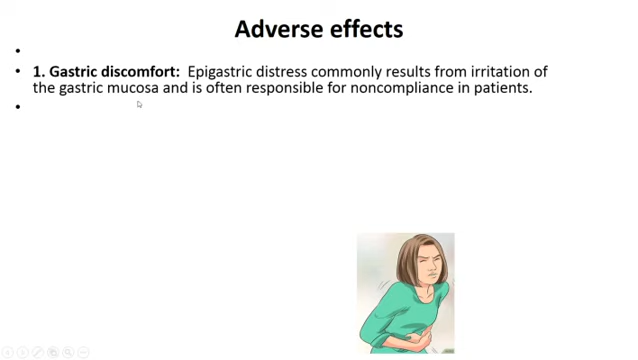 Adverse effects
•
• 1. Gastric discomfort: Epigastric distress commonly results from irritation of
the gastric mucosa and is often responsible for noncompliance in patients.
•